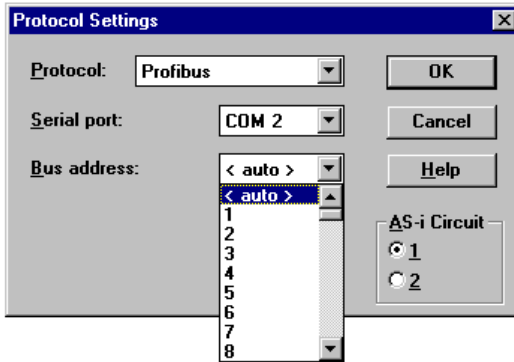 Protocol Settings
Protocol: Profibus
OK
Serial port: COM 2
Cancel
Bus address: < auto >
Help
< auto >
1
2
3
4
5
6
7
8
AS-i Circuit
1
2